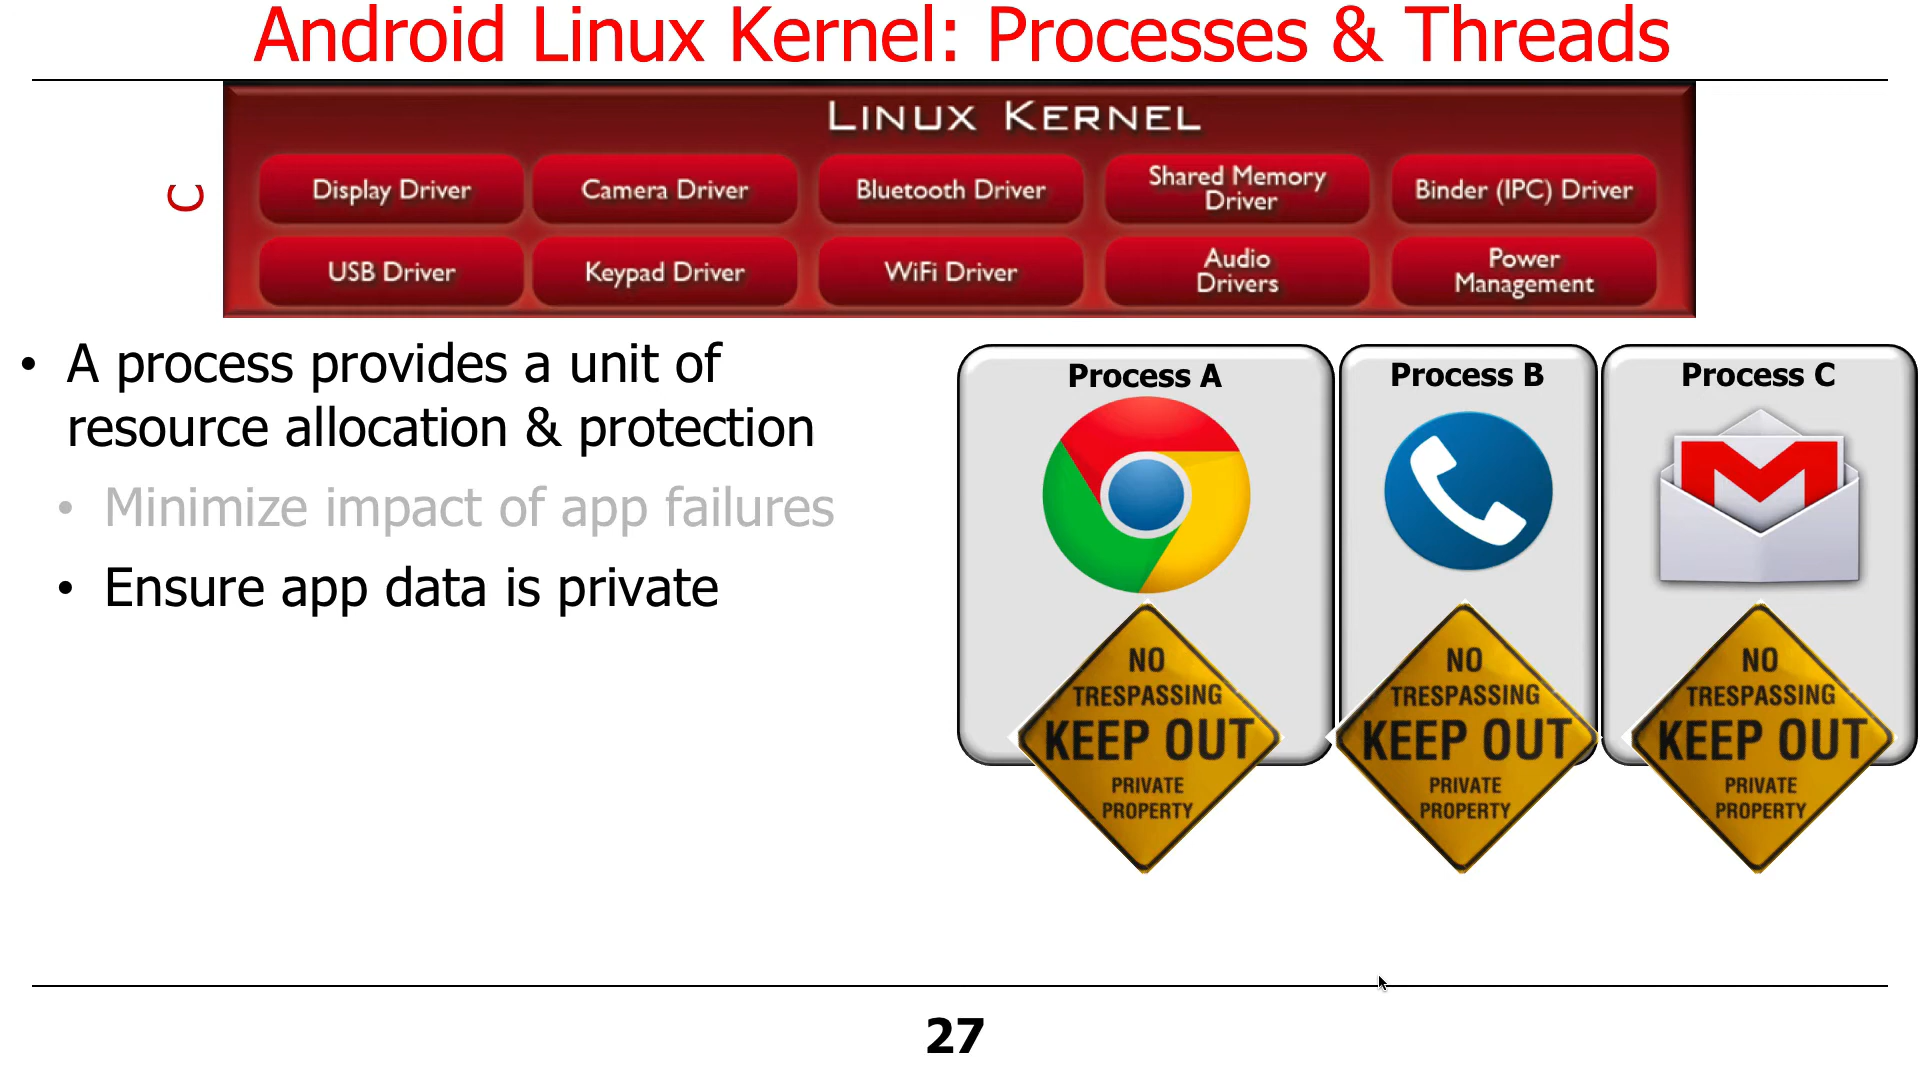 Android Linux Kernel: Processes & Threads
LINUX KERNEL
C
Display Driver
Camera Driver
Bluetooth Driver
Shared Memory
Driver
Binder (IPC) Driver
USB Driver
Keypad Driver
WiFi Driver
Audio
Drivers
Power
Management
• A process provides a unit of
resource allocation & protection
• Minimize impact of app failures
• Ensure app data is private
Process A
NO
TRESPASSING
KEEP OUT
PRIVATE
PROPERTY
Process B
NO
TRESPASSING
KEEP OUT
PRIVATE
PROPERTY
Process C
NO
TRESPASSING
KEEP OUT
PRIVATE
PROPERTY
27